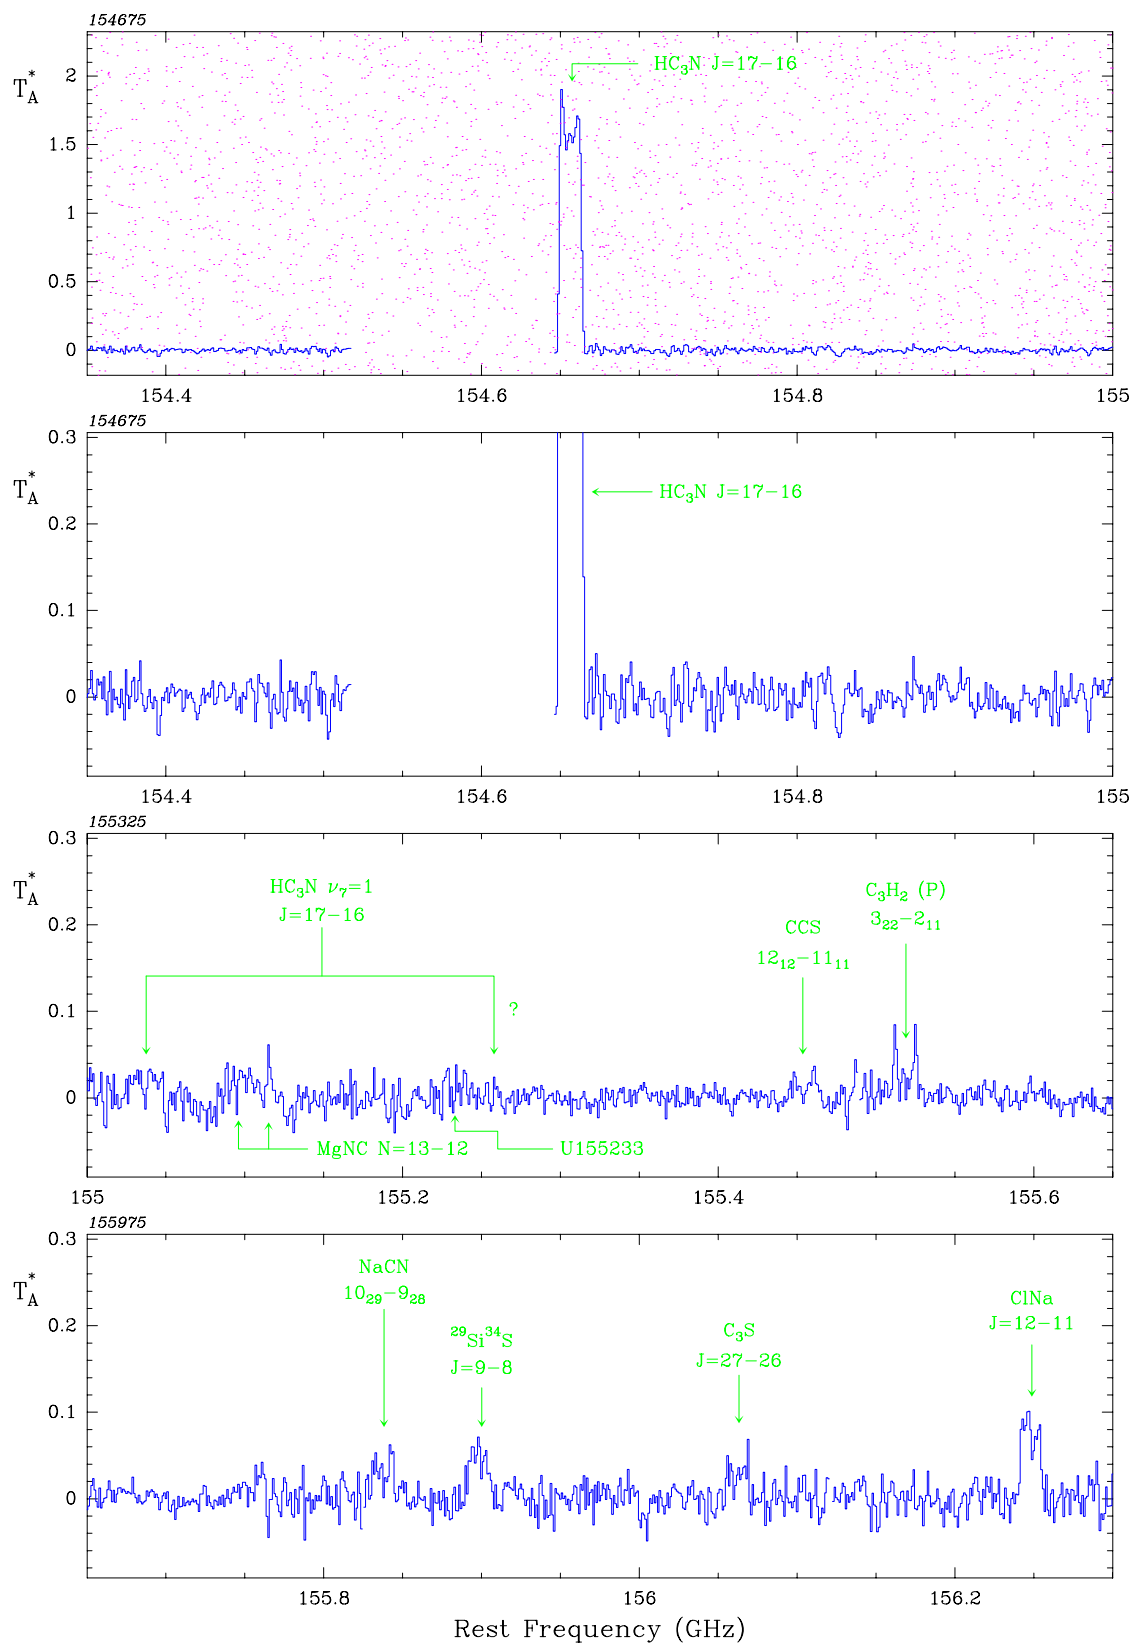 154675
T*A
2
1.5
1
0.5
0
HC3N J=17−16
154.4 154.6 154.8 155
154675
T*A
0.3
0.2
0.1
0
HC3N J=17−16
154.4 154.6 154.8 155
155325
T*A
0.3
0.2
0.1
0
HC3N ν7=1
J=17−16
?
CCS
12₁₂−11₁₁
C3H2 (P)
3₂₂−2₁₁
MgNC N=13−12
U155233
155 155.2 155.4 155.6
155975
T*A
0.3
0.2
0.1
0
NaCN
10₂₉−9₂₈
²⁹Si³⁴S
J=9−8
C3S
J=27−26
ClNa
J=12−11
155.8 156 156.2
Rest Frequency (GHz)